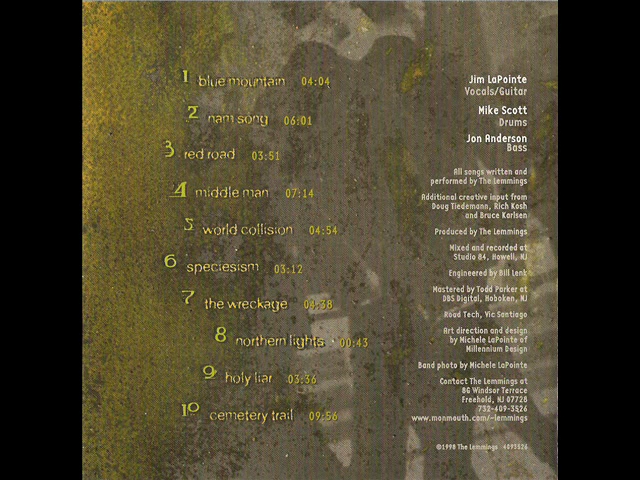 1 blue mountain 04:04
2 nam song 06:01
3 red road 03:51
4 middle man 07:14
5 world collision 04:54
6 speciesism 03:12
7 the wreckage 04:38
8 northern lights 00:43
9 holy liar 03:36
10 cemetery trail 09:56
Jim LaPointe
Vocals/Guitar
Mike Scott
Drums
Jon Anderson
Bass
All songs written and
performed by The Lemmings
Additional creative input from
Doug Tiedemann, Rich Kosh
and Bruce Karlsen
Produced by The Lemmings
Mixed and recorded at
Studio 84, Howell, NJ
Engineered by Bill Lenk
Mastered by Todd Parker at
DBS Digital, Hoboken, NJ
Road Tech, Vic Santiago
Art direction and design
by Michele LaPointe of
Millennium Design
Band photo by Michele LaPointe
Contact The Lemmings at
8G Windsor Terrace
Freehold, NJ 07728
732-409-3526
www.monmouth.com/~lemmings
©1998 The Lemmings 4093526